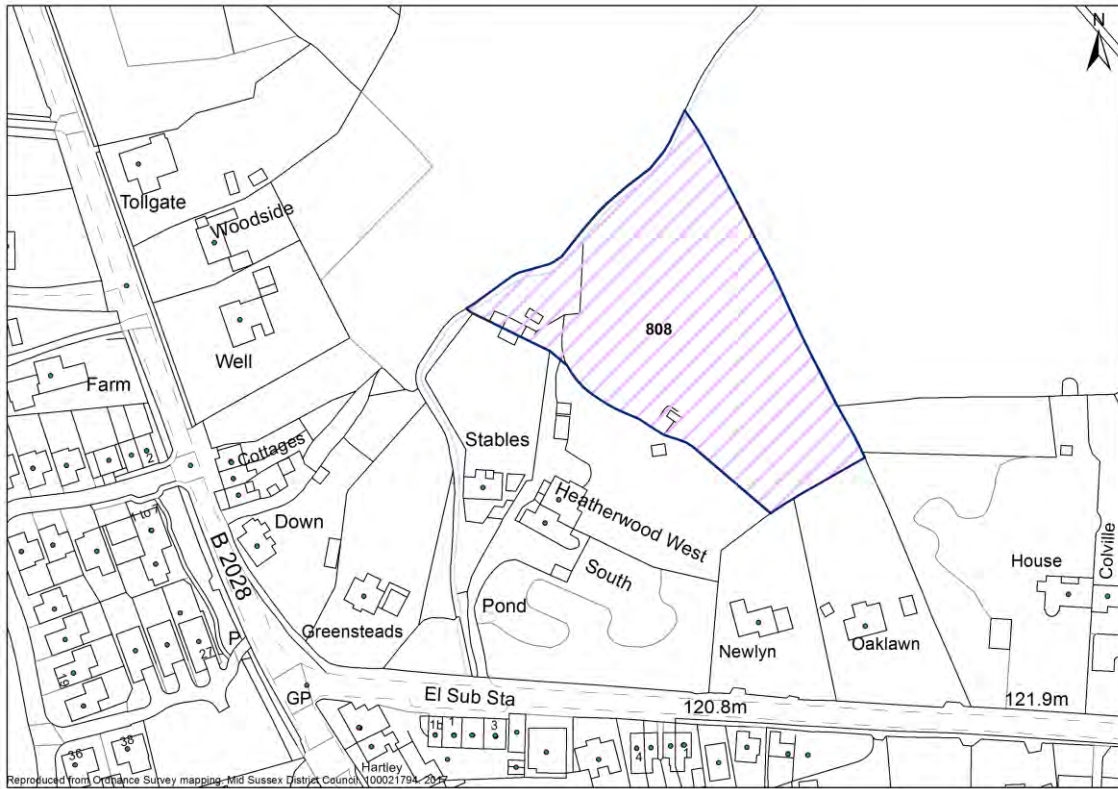 N
Tollgate
Woodside
Well
808
Farm
Cottages
2
Stables
Down
Heatherwood West
1 to 7
B 2028
South
House
Colville
Pond
Greensteads
Newlyn
Oaklawn
P
27
19
GP
El Sub Sta
120.8m
121.9m
1b
1
3
4
1
36
38
Hartley
Reproduced from Ordnance Survey mapping, Mid Sussex District Council, 100021794, 2017